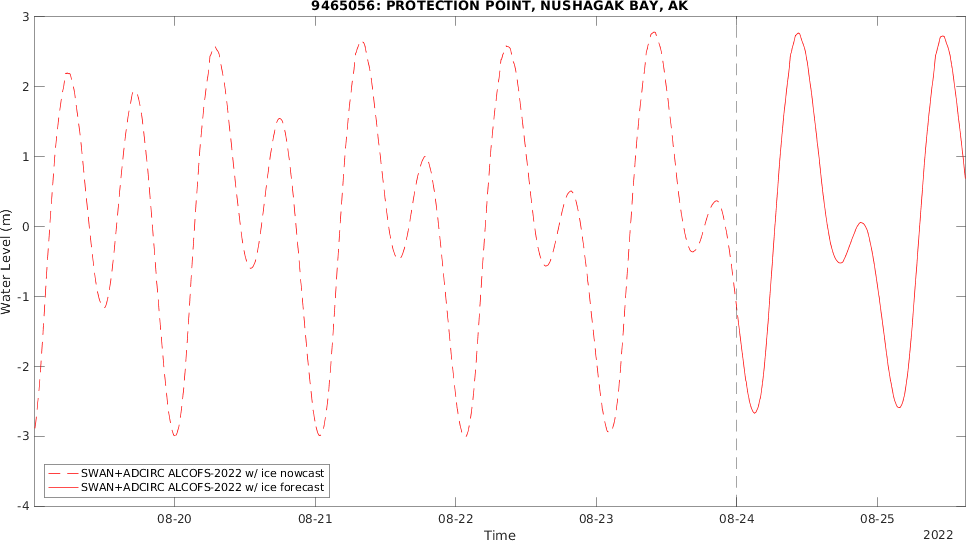 9465056: PROTECTION POINT, NUSHAGAK BAY, AK
3
2
1
0
-1
-2
-3
-4
Water Level (m)
SWAN+ADCIRC ALCOFS-2022 w/ ice nowcast
SWAN+ADCIRC ALCOFS-2022 w/ ice forecast
08-20 08-21 08-22 08-23 08-24 08-25
Time
2022